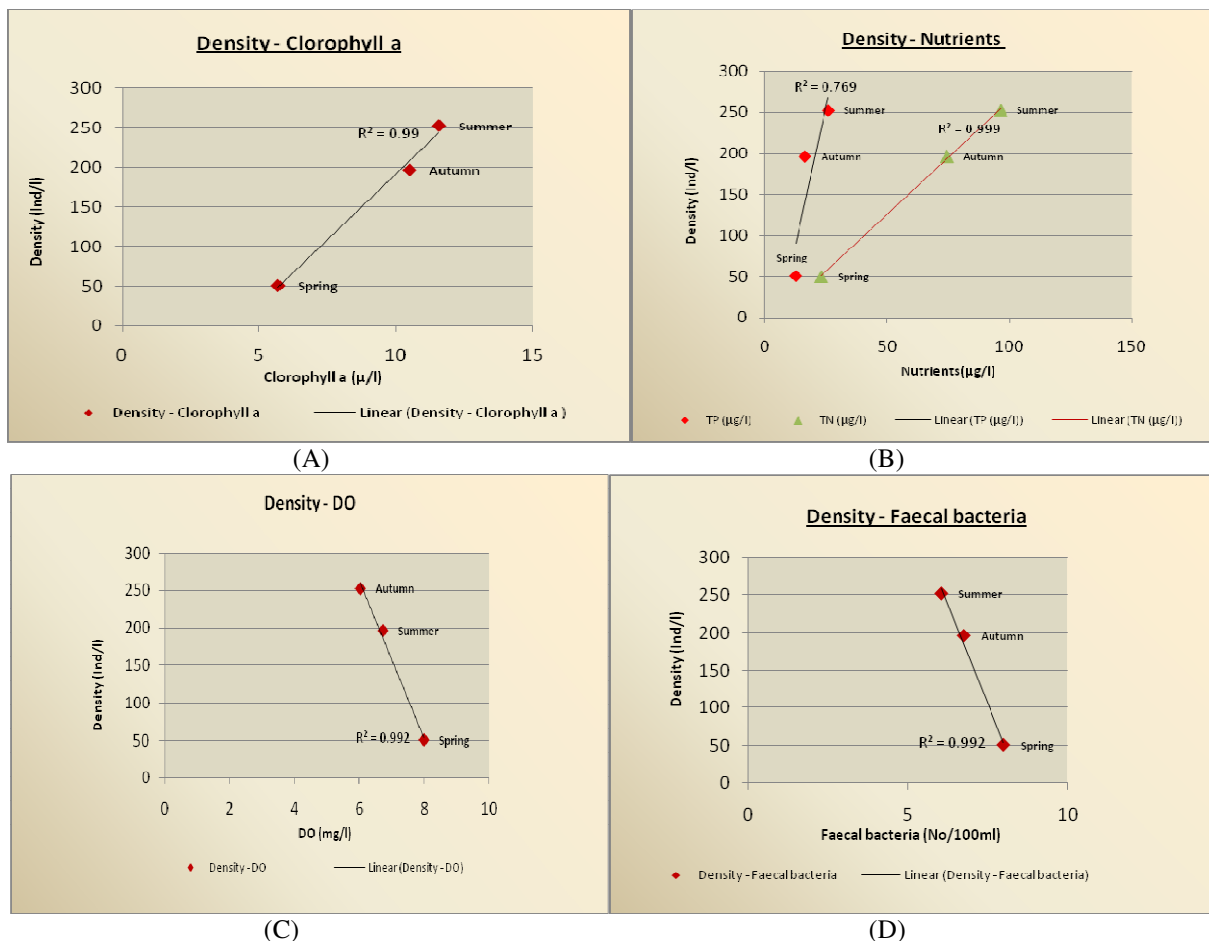 Density - Clorophyll a
300
250
200
150
100
50
0
R² = 0.99
Summer
Autumn
Spring
0 5 10 15
Density (Ind/l)
Clorophyll a (µ/l)
Density - Clorophyll a Linear (Density - Clorophyll a )
(A)
Density - Nutrients
300
250
200
150
100
50
0
R² = 0.769
Summer Summer
R² = 0.999
Autumn Autumn
Spring
Spring
0 50 100 150
Density (Ind/l)
Nutrients(µg/l)
TP (µg/l) TN (µg/l) Linear (TP (µg/l)) Linear (TN (µg/l))
(B)
Density - DO
300
250
200
150
100
50
0
Autumn
Summer
R² = 0.992 Spring
0 2 4 6 8 10
Density (Ind/l)
DO (mg/l)
Density - DO Linear (Density - DO)
(C)
Density - Faecal bacteria
300
250
200
150
100
50
0
Summer
Autumn
R² = 0.992 Spring
0 5 10
Density (Ind/l)
Faecal bacteria (No/100ml)
Density - Faecal bacteria Linear (Density - Faecal bacteria)
(D)